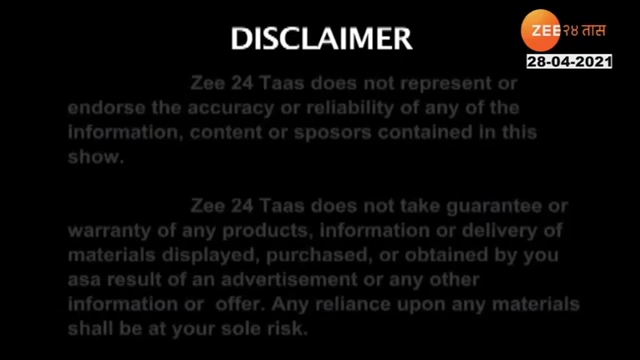 DISCLAIMER
ZEE २४ तास
28-04-2021
Zee 24 Taas does not represent or
endorse the accuracy or reliability of any of the
information, content or sposors contained in this
show.
Zee 24 Taas does not take guarantee or
warranty of any products, information or delivery of
materials displayed, purchased, or obtained by you
asa result of an advertisement or any other
information or offer. Any reliance upon any materials
shall be at your sole risk.